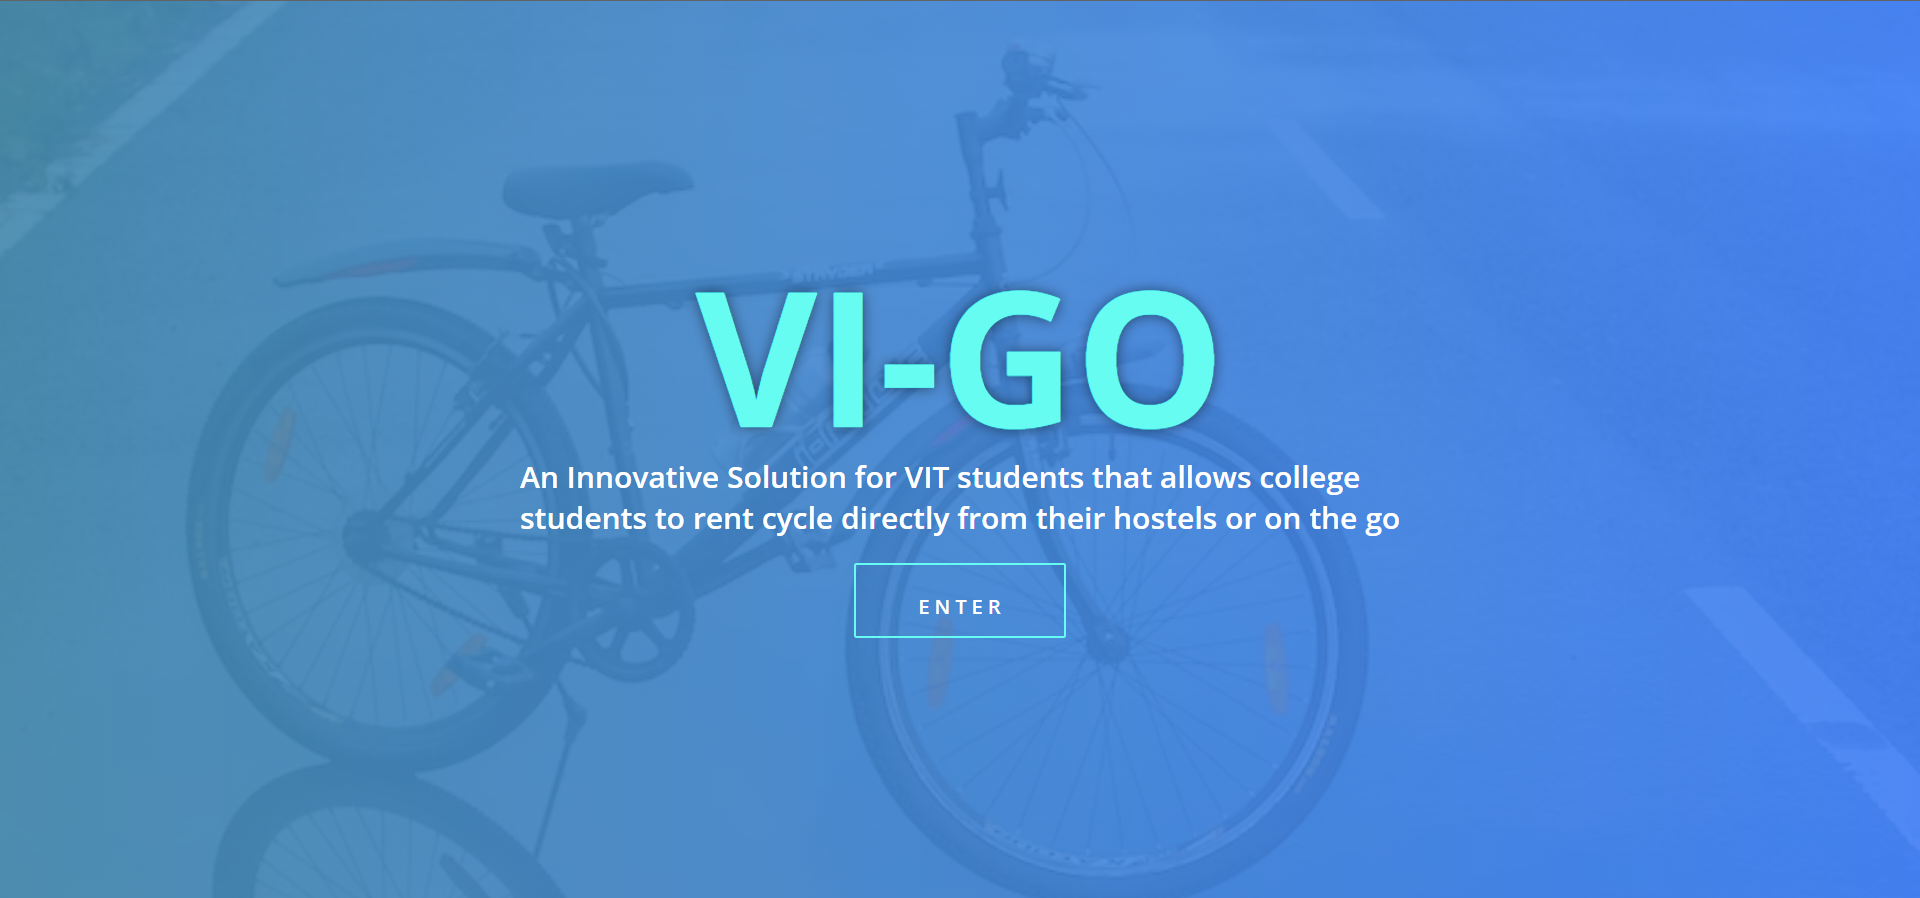 VI-GO
An Innovative Solution for VIT students that allows college
students to rent cycle directly from their hostels or on the go
ENTER